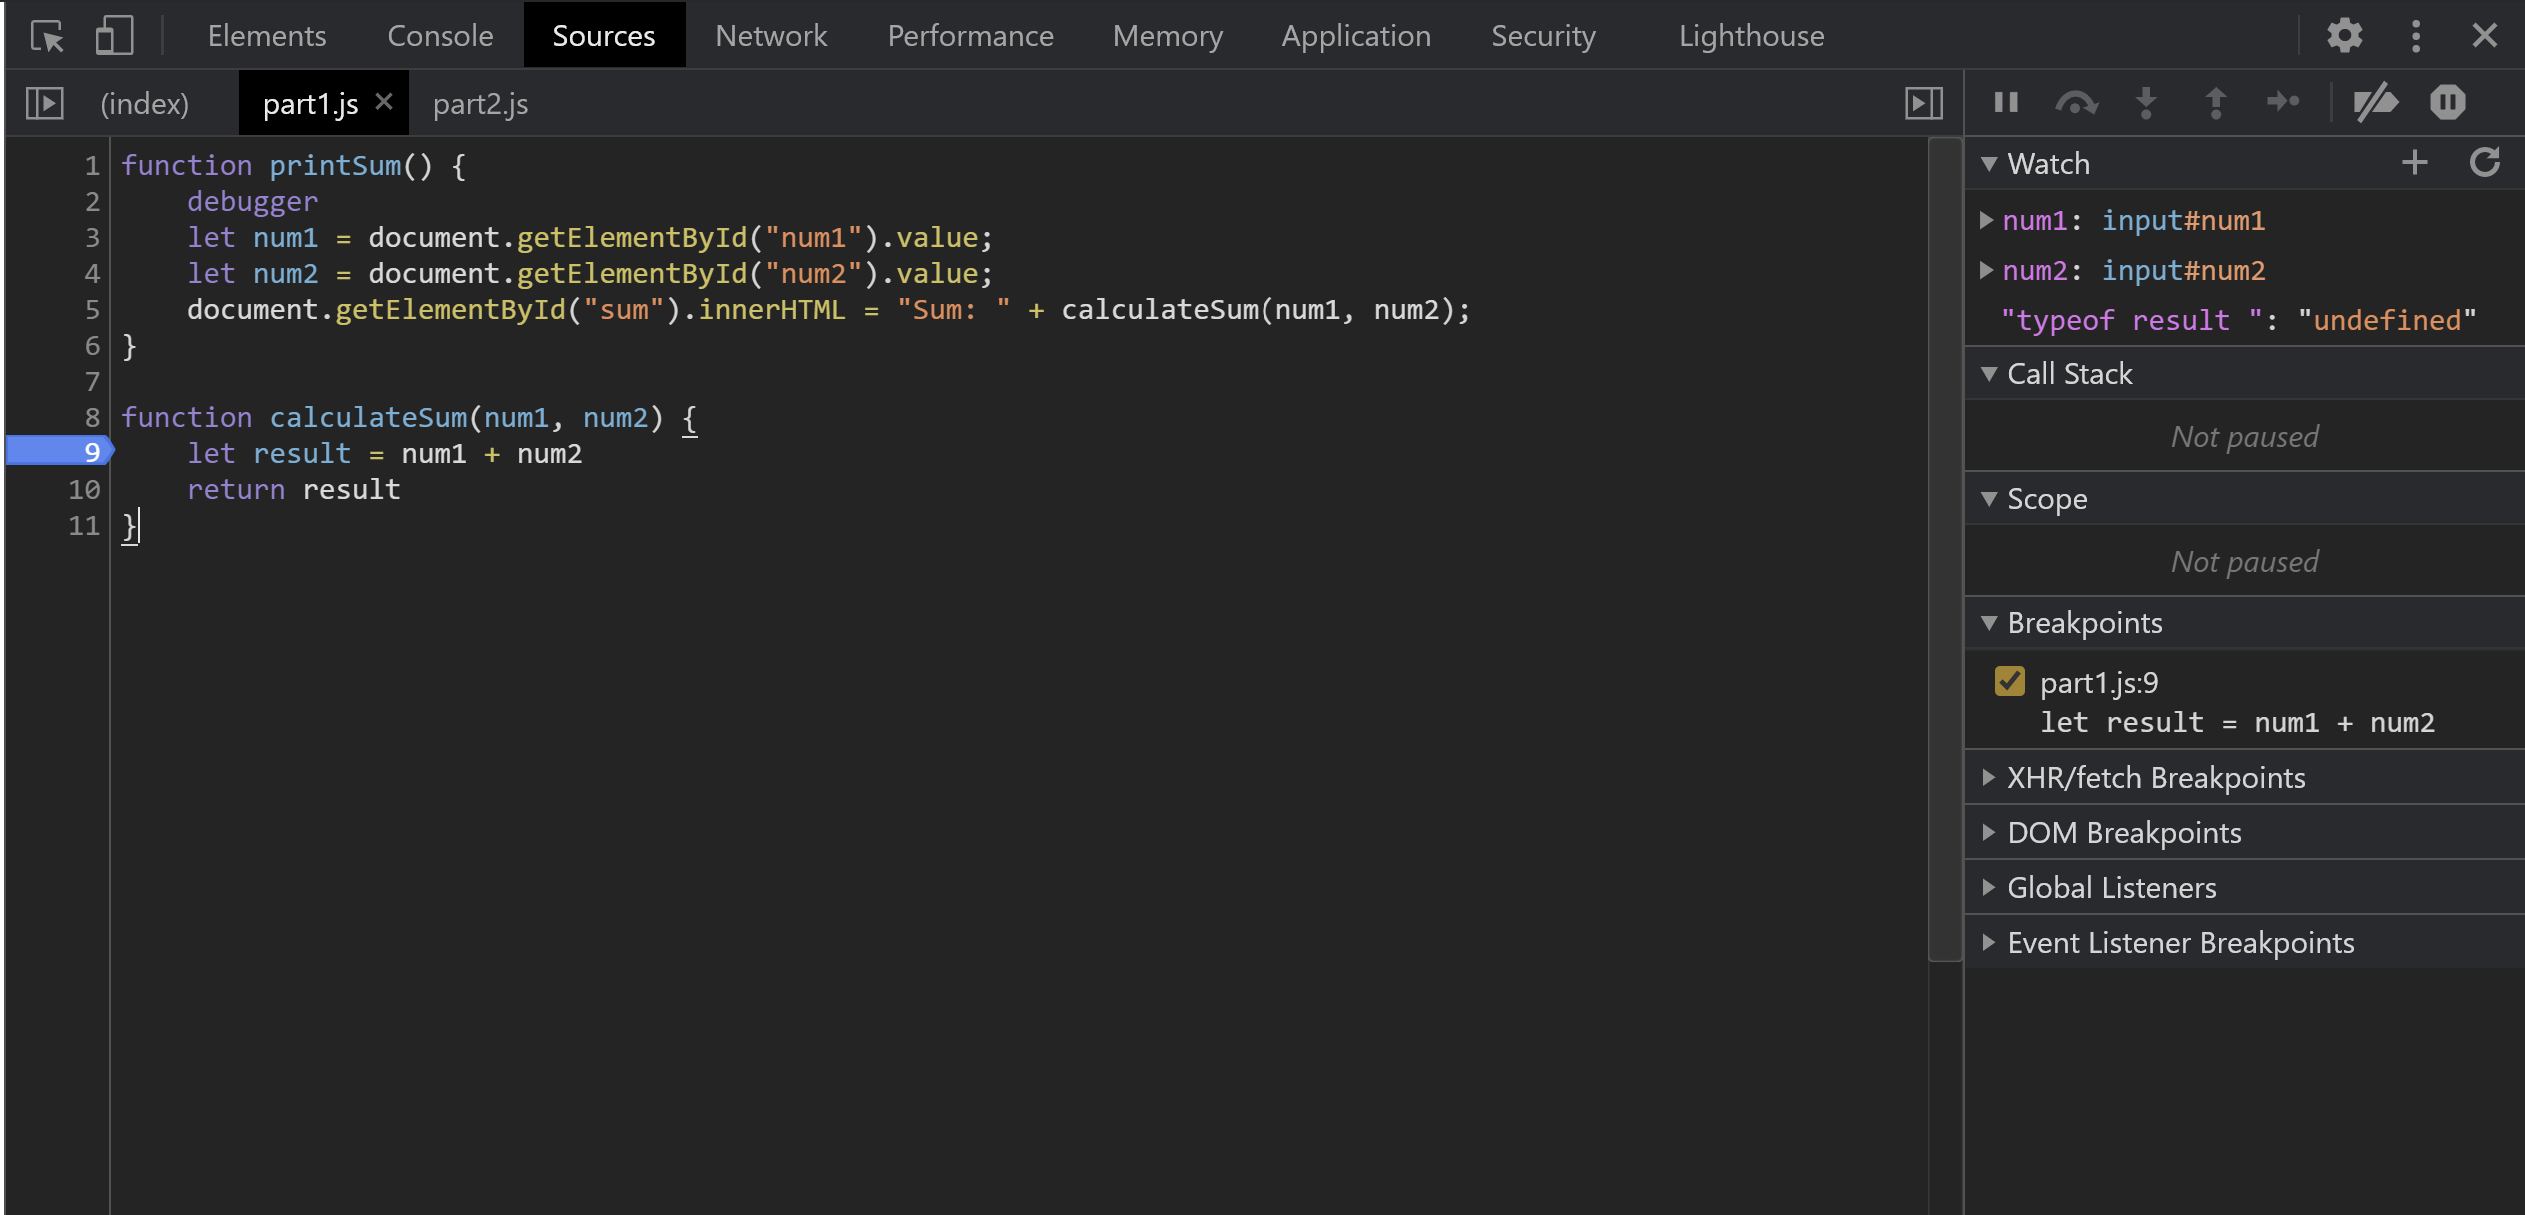 Elements Console Sources Network Performance Memory Application Security Lighthouse
(index) part1.js part2.js
1 function printSum() {
2     debugger
3     let num1 = document.getElementById("num1").value;
4     let num2 = document.getElementById("num2").value;
5     document.getElementById("sum").innerHTML = "Sum: " + calculateSum(num1, num2);
6 }
7
8 function calculateSum(num1, num2) {
9     let result = num1 + num2
10     return result
11 }
Watch
num1: input#num1
num2: input#num2
"typeof result ": "undefined"
Call Stack
Not paused
Scope
Not paused
Breakpoints
part1.js:9
let result = num1 + num2
XHR/fetch Breakpoints
DOM Breakpoints
Global Listeners
Event Listener Breakpoints